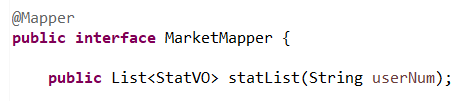 @Mapper
public interface MarketMapper {
public List<StatVO> statList(String userNum);